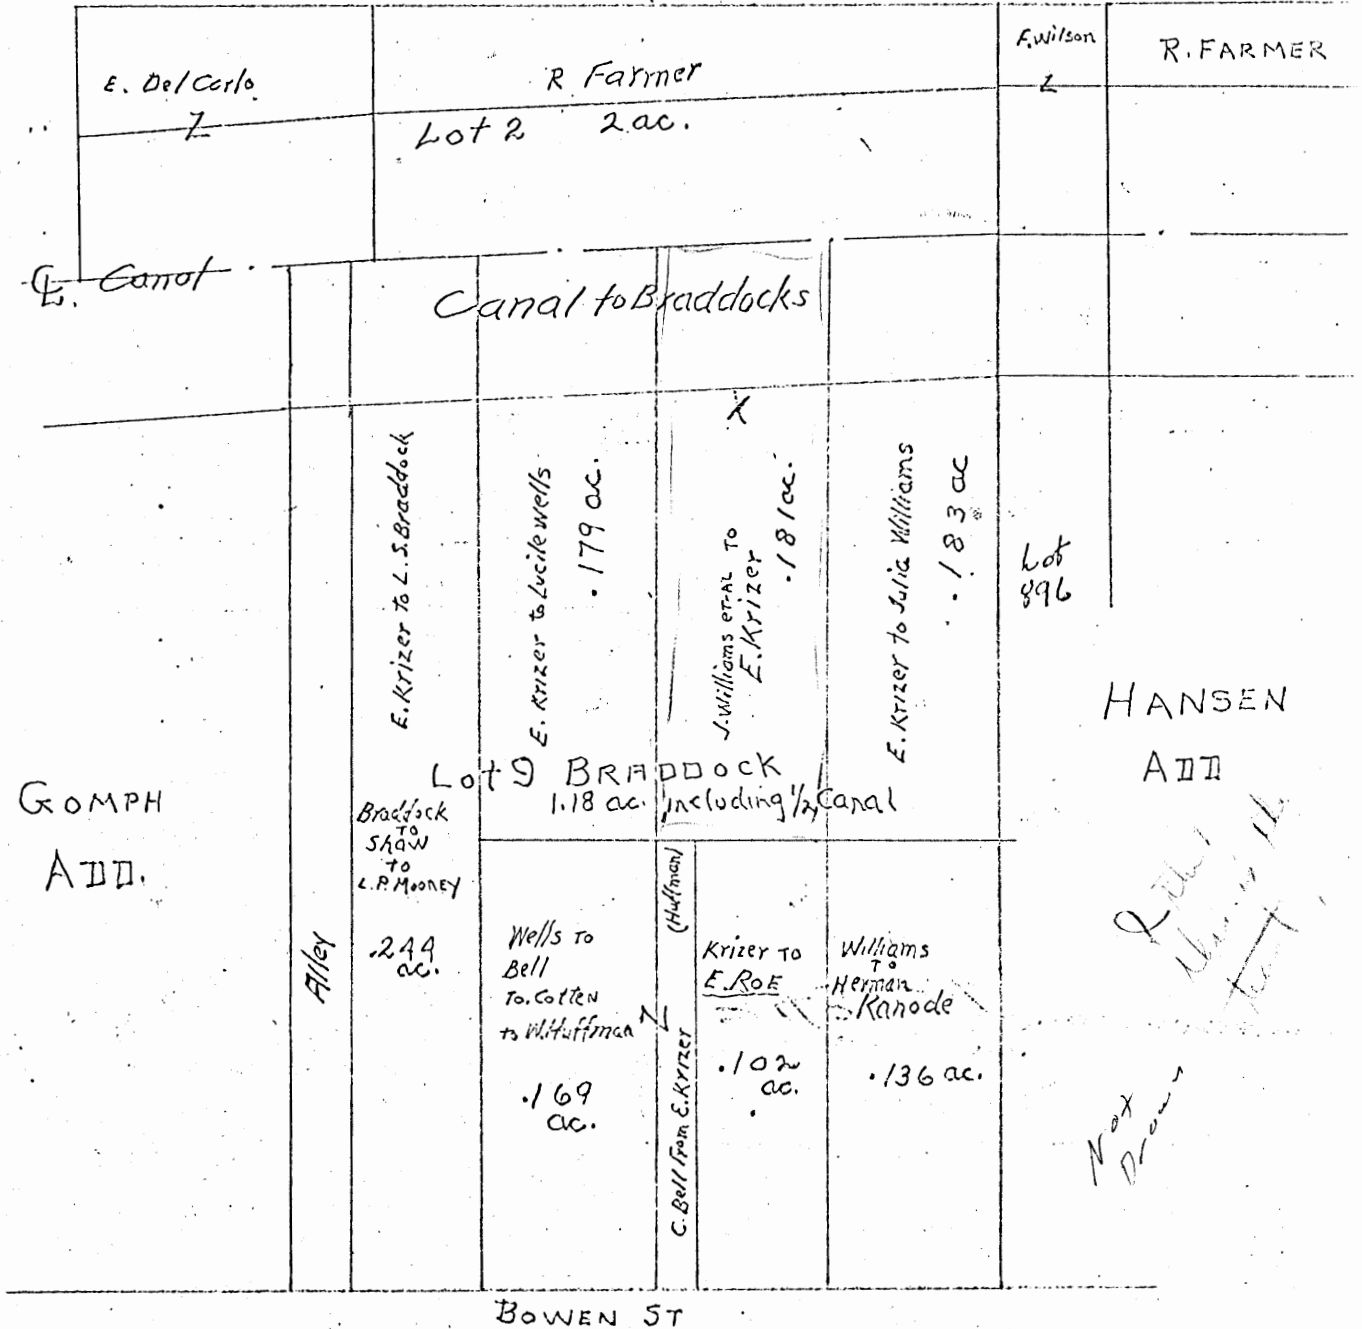 E. Del Carlo
Z
R Farmer
Lot 2 2 ac.
F. Wilson
Z
R. FARMER
℄. Canal
Canal to Braddocks
X
E. Krizer to L.S. Braddock
E. Krizer to Lucile Wells
.179 ac.
J. Williams ET-AL TO
E. Krizer
.181 ac.
E. Krizer to Julia Williams
.183 ac
Lot
896
HANSEN
ADD
GOMPH
ADD.
Lot 9 BRADDOCK
1.18 ac. including 1/2 Canal
Alley
Braddock
TO
Shaw
to
L.P. MOONEY
.244
ac.
Wells To
Bell
To. Cotten
to W. Huffman
.169
ac.
Z
C. Bell From E. Krizer (Huffman)
Krizer TO
E. ROE
.102
ac.
Williams
To
Herman
Kanode
.136 ac.
BOWEN ST